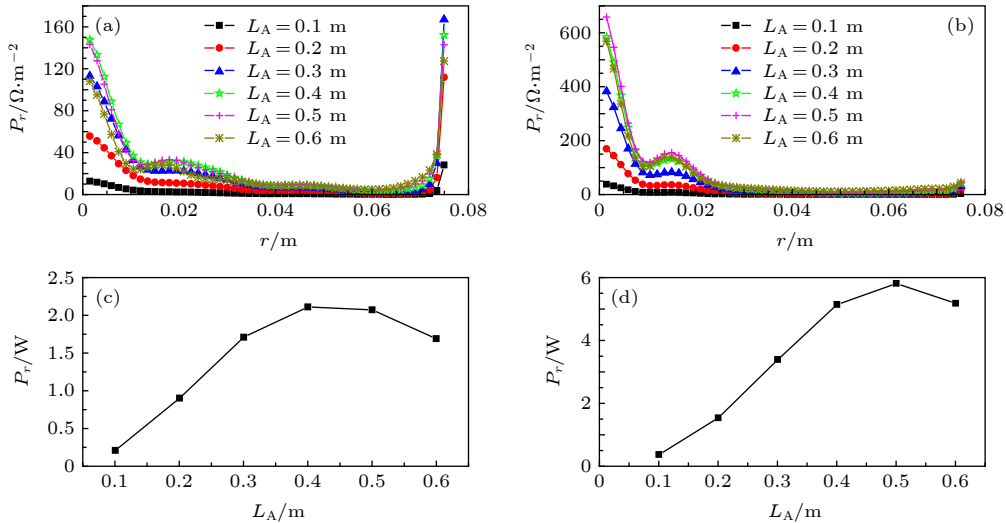 (a)
L_A = 0.1 m
L_A = 0.2 m
L_A = 0.3 m
L_A = 0.4 m
L_A = 0.5 m
L_A = 0.6 m
160
120
80
40
0
P_r/Ω·m⁻²
0 0.02 0.04 0.06 0.08
r/m
(b)
L_A = 0.1 m
L_A = 0.2 m
L_A = 0.3 m
L_A = 0.4 m
L_A = 0.5 m
L_A = 0.6 m
600
400
200
0
P_r/Ω·m⁻²
0 0.02 0.04 0.06 0.08
r/m
(c)
2.5
2.0
1.5
1.0
0.5
0
P_r/W
0.1 0.2 0.3 0.4 0.5 0.6
L_A/m
(d)
6
4
2
0
P_r/W
0.1 0.2 0.3 0.4 0.5 0.6
L_A/m